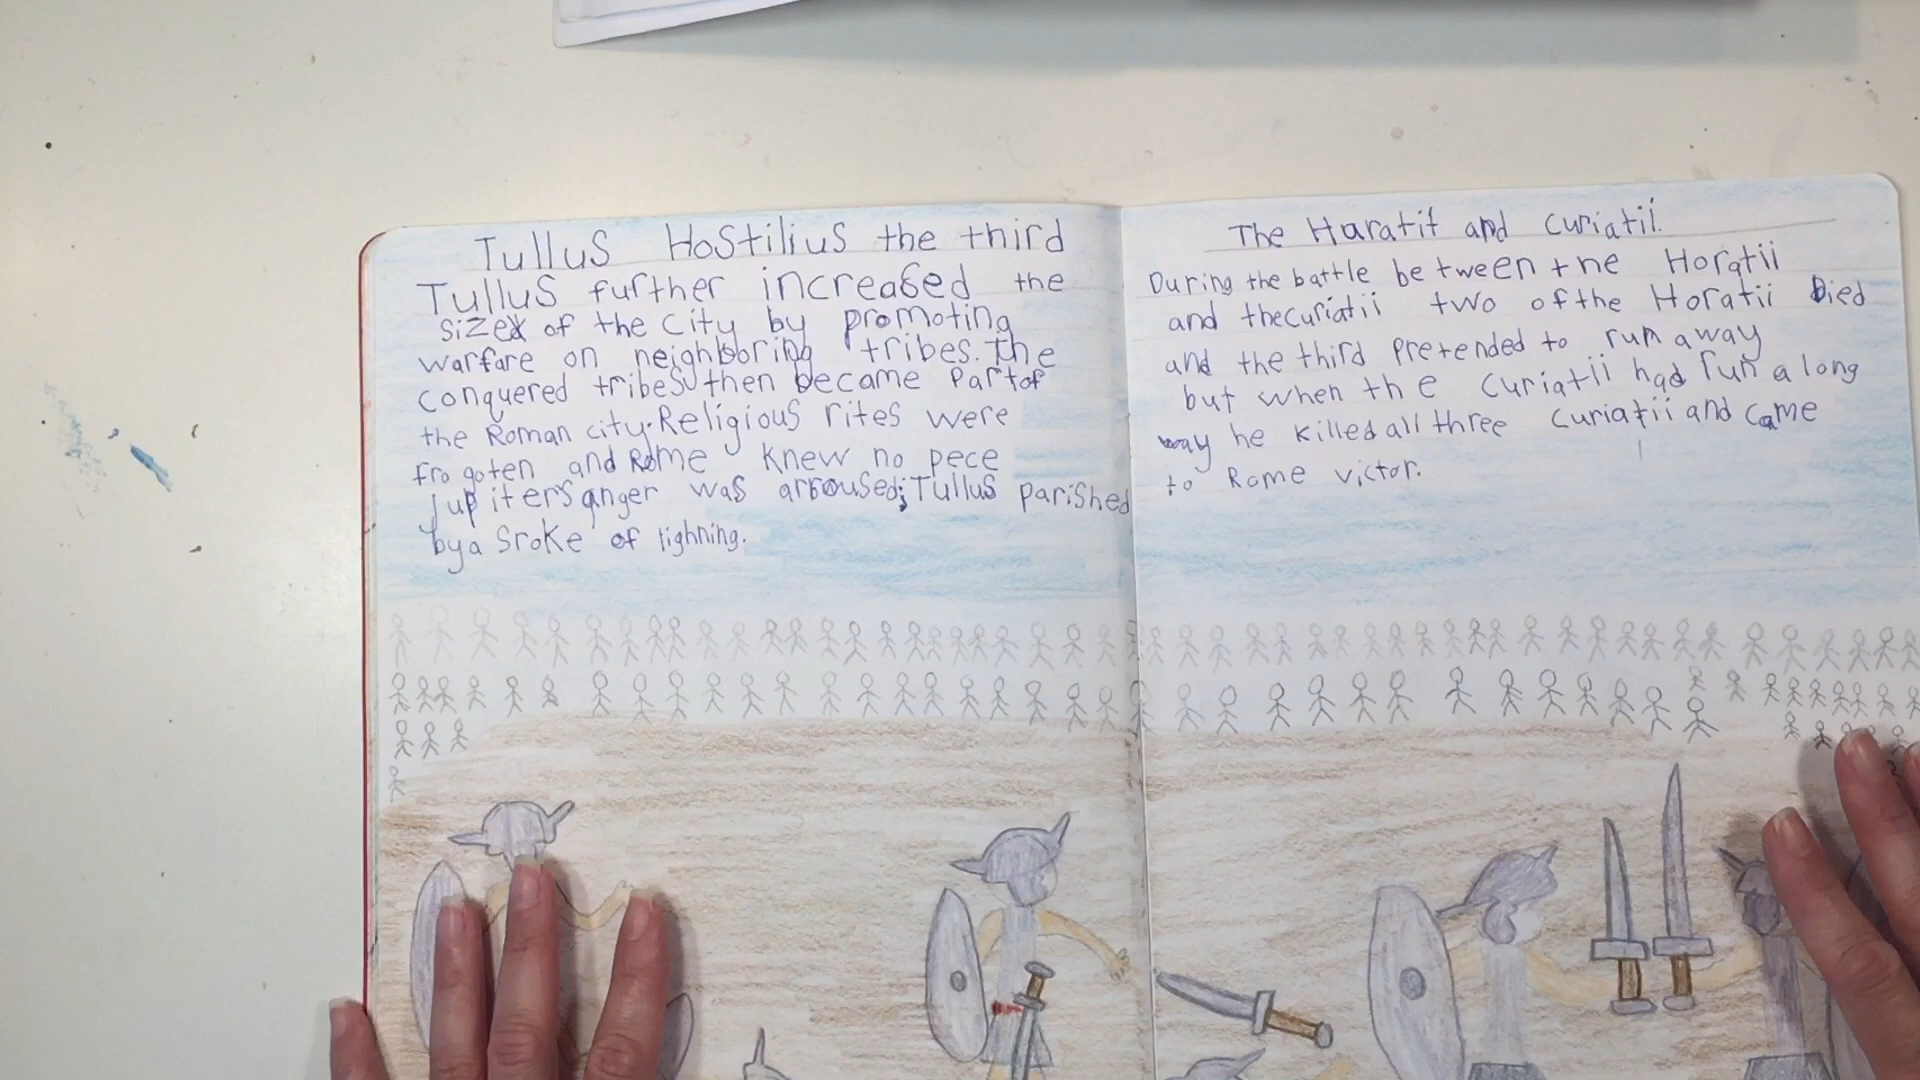 Tullus Hostilius the third
Tullus further increased the
size of the city by promoting
warfare on neighboring tribes. The
conquered tribes then became part of
the Roman city. Religious rites were
frogoten and Rome knew no pece
Jupiters anger was arroused; Tullus parished
by a sroke of lighning.
The Haratif and Curiatii.
During the battle between the Horatii
and the curiatii two of the Horatii Died
and the third pretended to run away
but when the Curiatii had run a long
way he killed all three Curiatii and came
to Rome victor.